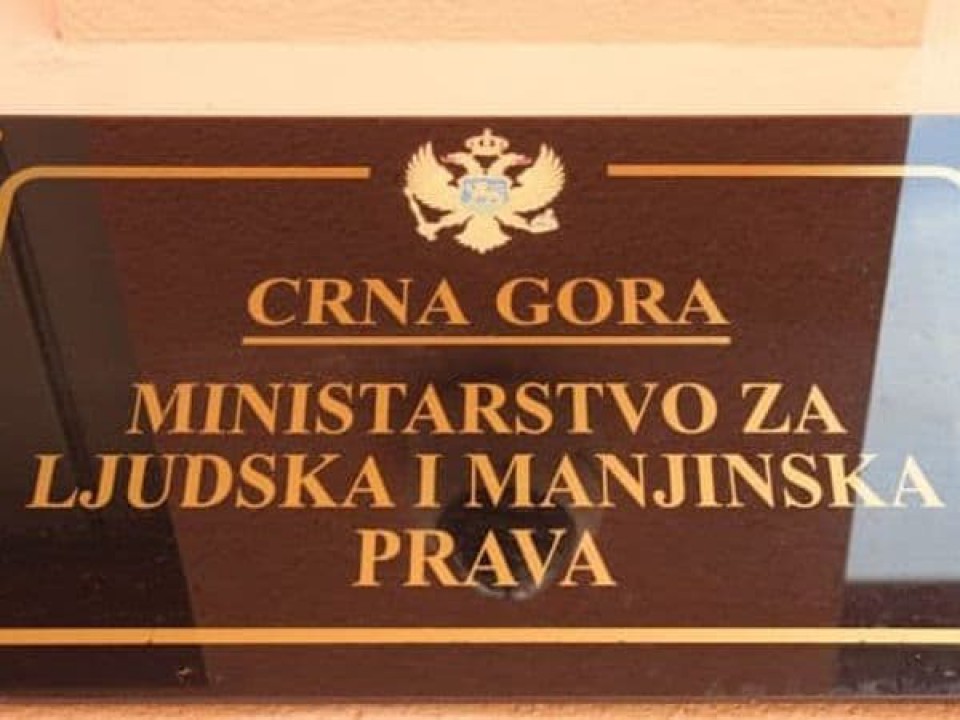 CRNA GORA
MINISTARSTVO ZA
LJUDSKA I MANJINSKA
PRAVA